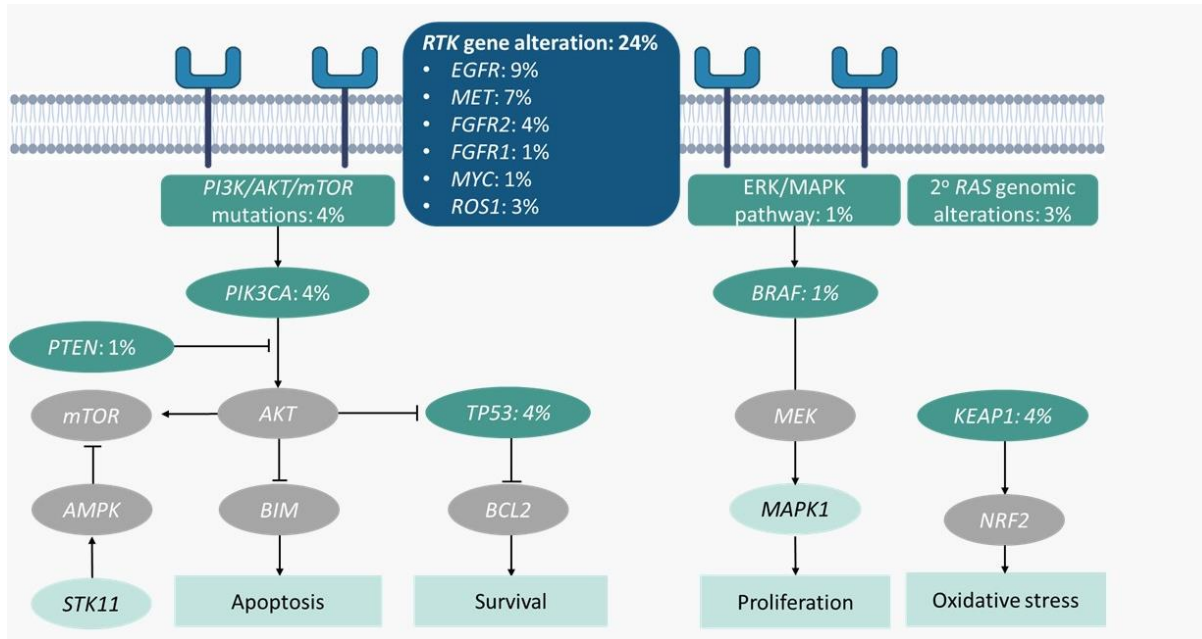 RTK gene alteration: 24%
• EGFR: 9%
• MET: 7%
• FGFR2: 4%
• FGFR1: 1%
• MYC: 1%
• ROS1: 3%
PI3K/AKT/mTOR
mutations: 4%
ERK/MAPK
pathway: 1%
2º RAS genomic
alterations: 3%
PIK3CA: 4%
BRAF: 1%
PTEN: 1%
mTOR
AKT
TP53: 4%
MEK
KEAP1: 4%
AMPK
BIM
BCL2
MAPK1
NRF2
STK11
Apoptosis
Survival
Proliferation
Oxidative stress